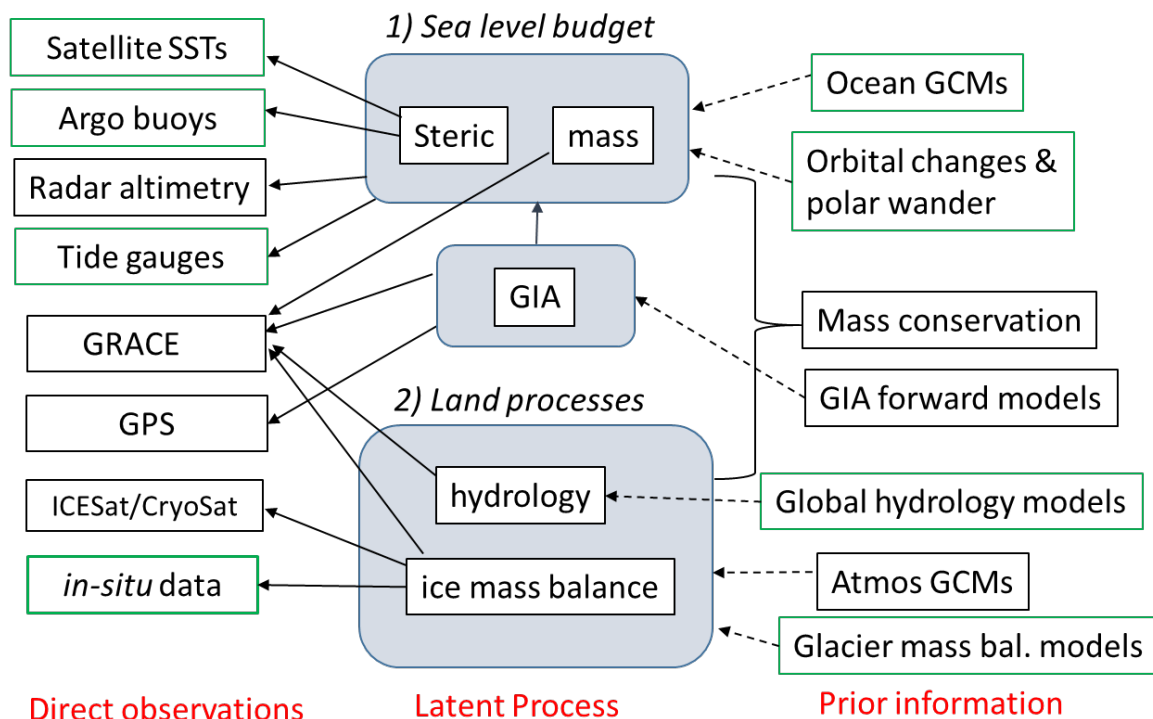 1) Sea level budget
Satellite SSTs
Argo buoys
Radar altimetry
Tide gauges
GRACE
GPS
ICESat/CryoSat
in-situ data
Direct observations
Steric
mass
GIA
2) Land processes
hydrology
ice mass balance
Latent Process
Ocean GCMs
Orbital changes &
polar wander
Mass conservation
GIA forward models
Global hydrology models
Atmos GCMs
Glacier mass bal. models
Prior information